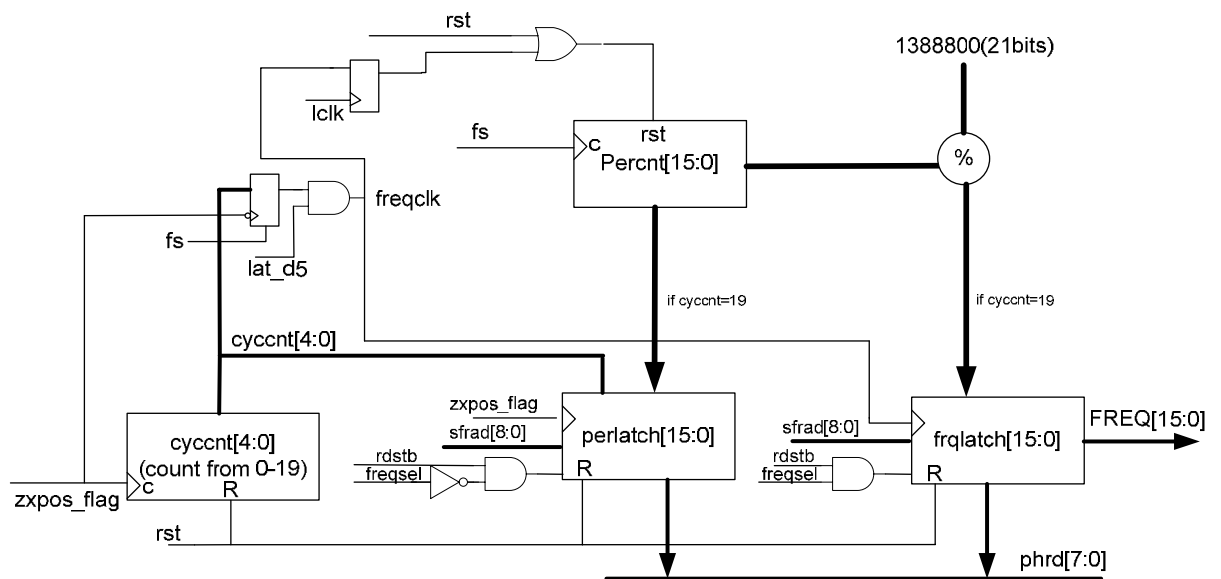 rst
1388800(21bits)
lclk
fs
C
rst
Percnt[15:0]
%
freqclk
fs
lat_d5
if cyccnt=19
if cyccnt=19
cyccnt[4:0]
zxpos_flag
sfrad[8:0]
perlatch[15:0]
rdstb
freqsel
R
sfrad[8:0]
frqlatch[15:0]
FREQ[15:0]
rdstb
freqsel
R
cyccnt[4:0]
(count from 0-19)
C
R
zxpos_flag
rst
phrd[7:0]